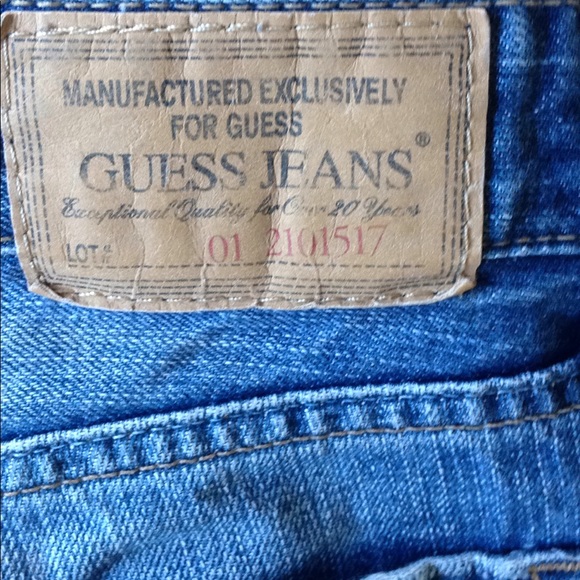 MANUFACTURED EXCLUSIVELY
FOR GUESS
GUESS JEANS®
Exceptional Quality for Over 20 Years
LOT# 01 2101517